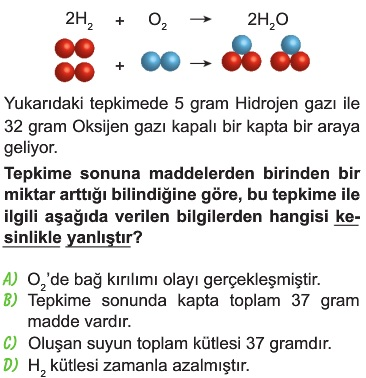 2H₂ + O₂ → 2H₂O
+ →
Yukarıdaki tepkimede 5 gram Hidrojen gazı ile
32 gram Oksijen gazı kapalı bir kapta bir araya
geliyor.
Tepkime sonuna maddelerden birinden bir
miktar arttığı bilindiğine göre, bu tepkime ile
ilgili aşağıda verilen bilgilerden hangisi ke-
sinlikle yanlıştır?
A) O₂'de bağ kırılımı olayı gerçekleşmiştir.
B) Tepkime sonunda kapta toplam 37 gram
madde vardır.
C) Oluşan suyun toplam kütlesi 37 gramdır.
D) H₂ kütlesi zamanla azalmıştır.